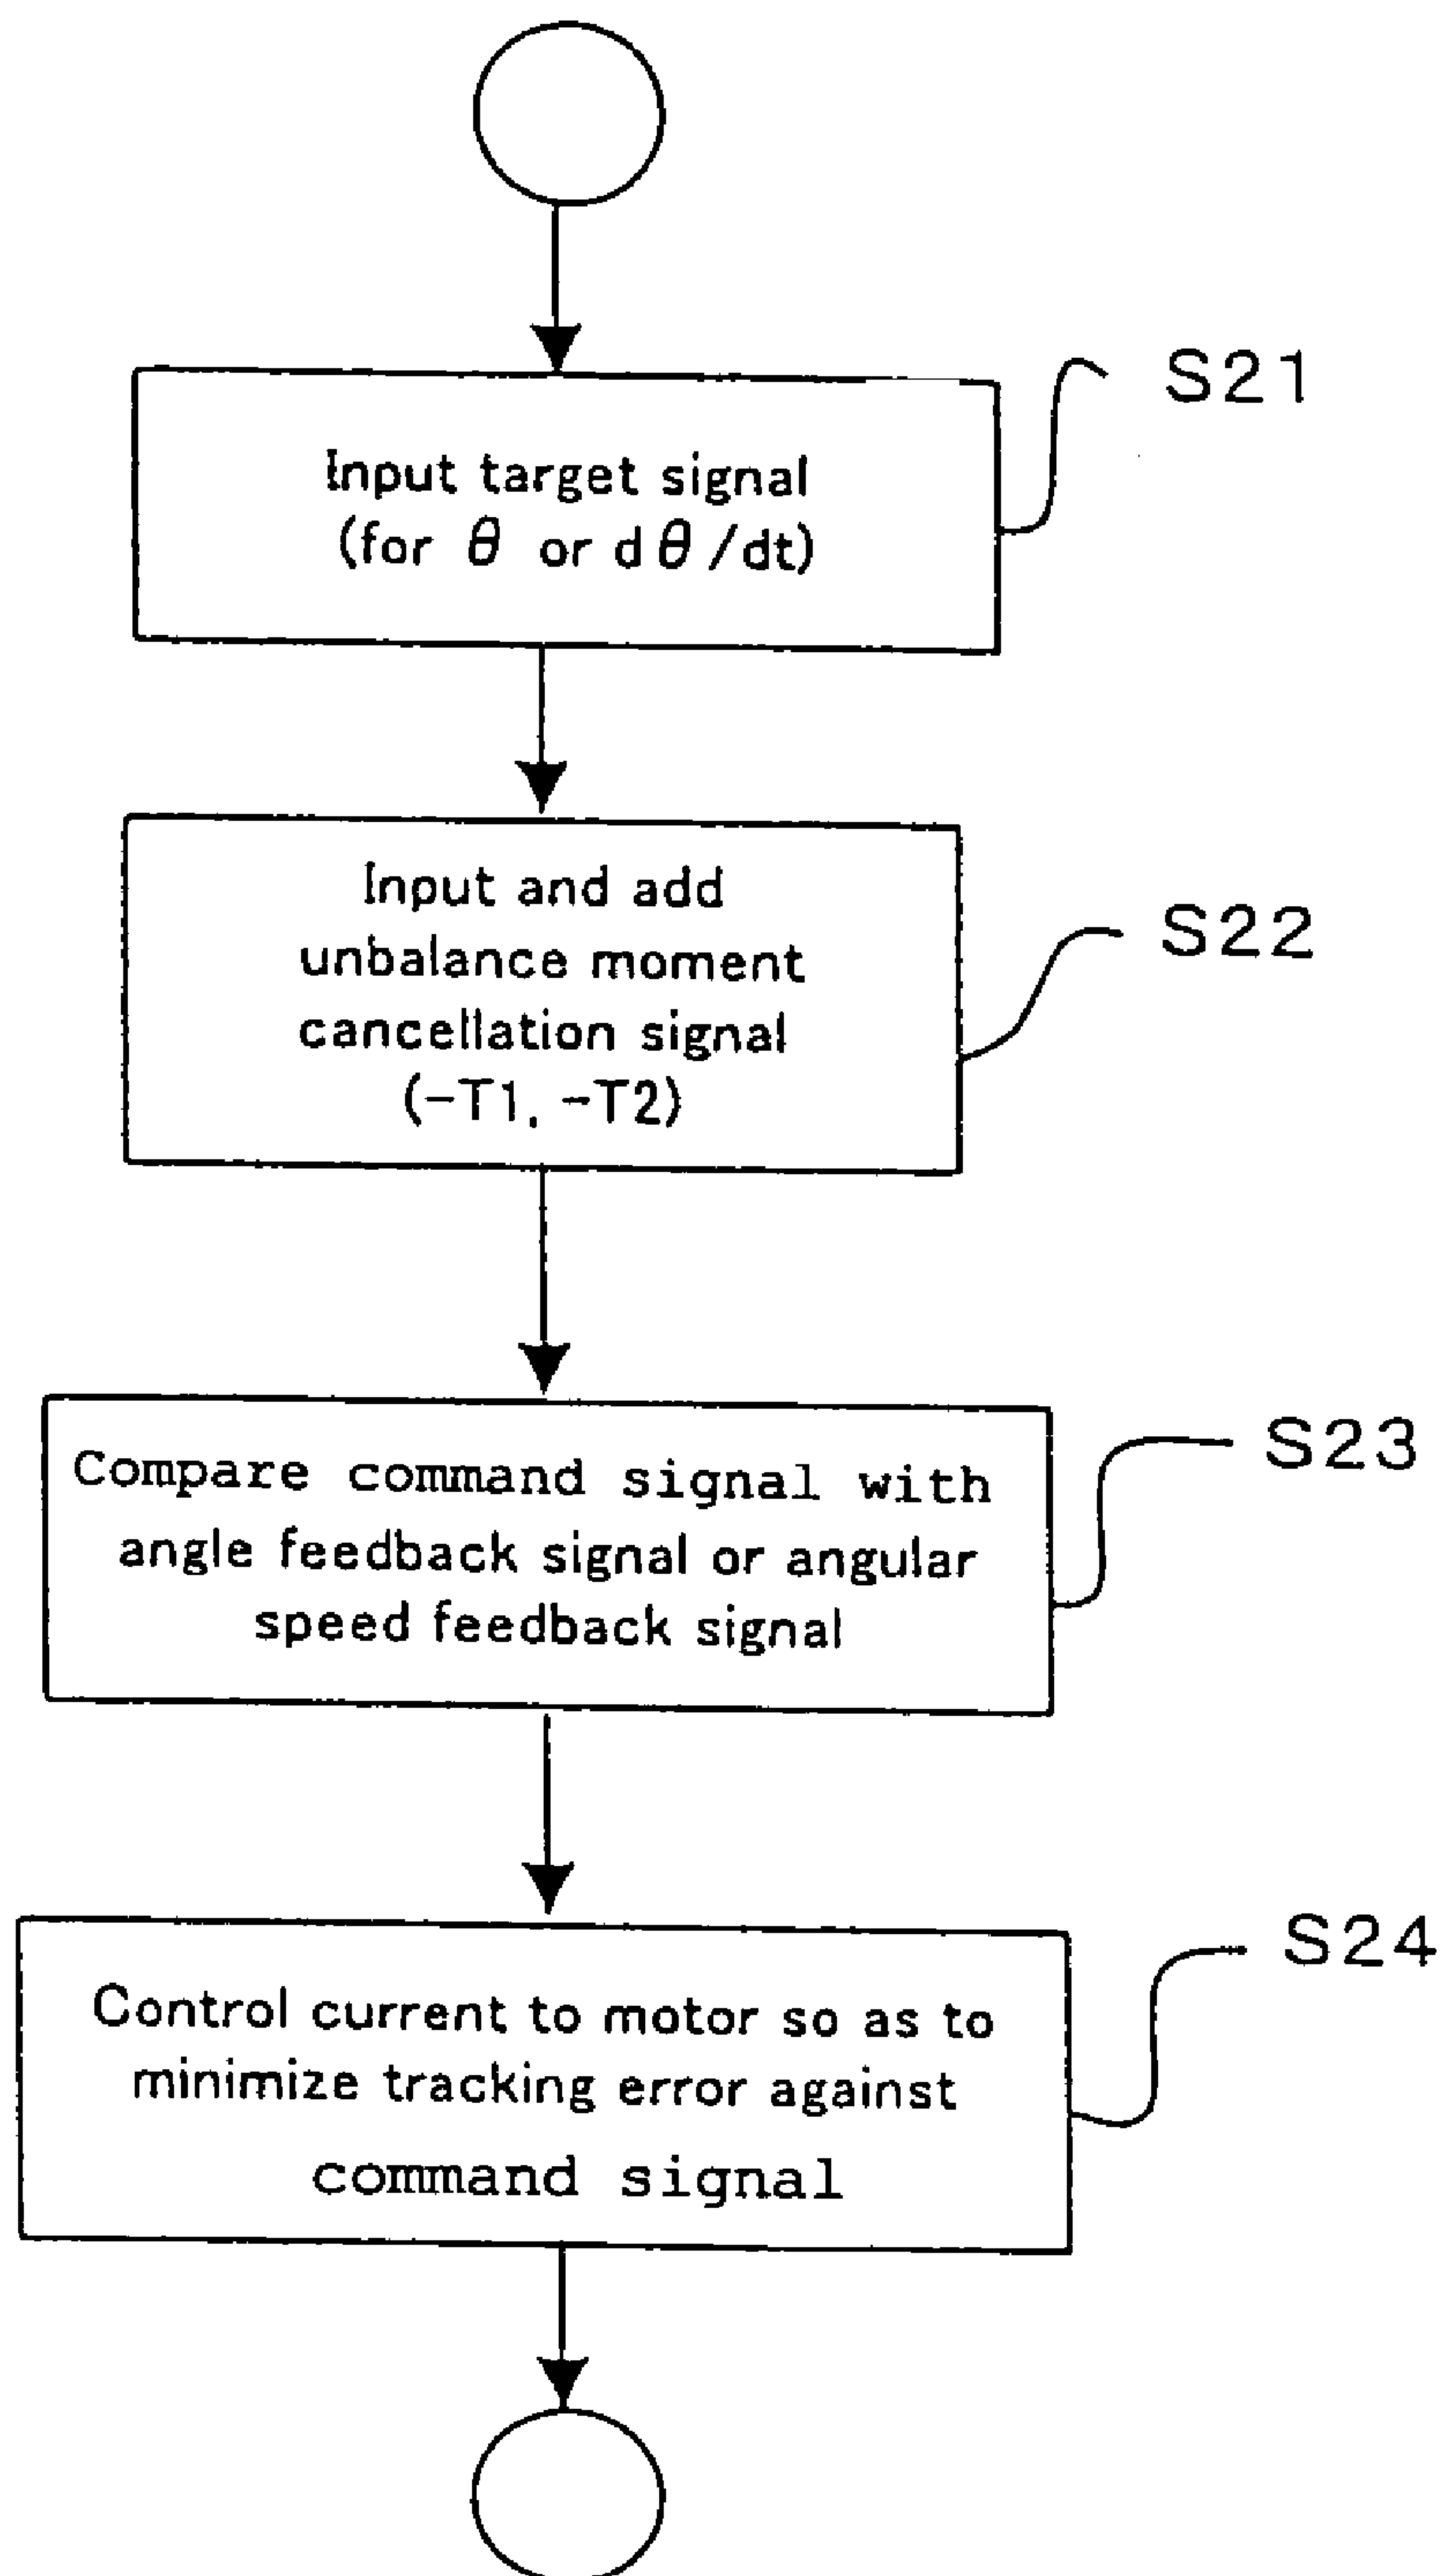 Input target signal
(for θ or dθ/dt)
S21
Input and add
unbalance moment
cancellation signal
(-T1, -T2)
S22
Compare command signal with
angle feedback signal or angular
speed feedback signal
S23
Control current to motor so as to
minimize tracking error against
command signal
S24